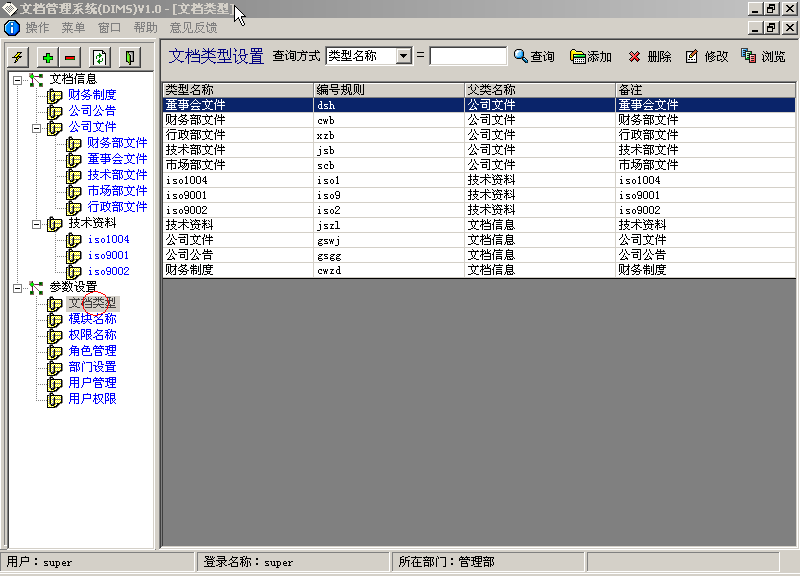 文档管理系统(DIMS)V1.0 - [文档类型]
操作 菜单 窗口 帮助 意见反馈
文档类型设置 查询方式 类型名称 = 查询 添加 删除 修改 浏览
文档信息
财务制度
公司公告
公司文件
财务部文件
董事会文件
技术部文件
市场部文件
行政部文件
技术资料
iso1004
iso9001
iso9002
参数设置
文档类型
模块名称
权限名称
角色管理
部门设置
用户管理
用户权限
类型名称 编号规则 父类名称 备注
董事会文件 dsh 公司文件 董事会文件
财务部文件 cwb 公司文件 财务部文件
行政部文件 xzb 公司文件 行政部文件
技术部文件 jsb 公司文件 技术部文件
市场部文件 scb 公司文件 市场部文件
iso1004 iso1 技术资料 iso1004
iso9001 iso9 技术资料 iso9001
iso9002 iso2 技术资料 iso9002
技术资料 jszl 文档信息 技术资料
公司文件 gswj 文档信息 公司文件
公司公告 gsgg 文档信息 公司公告
财务制度 cwzd 文档信息 财务制度
用户：super 登录名称：super 所在部门：管理部